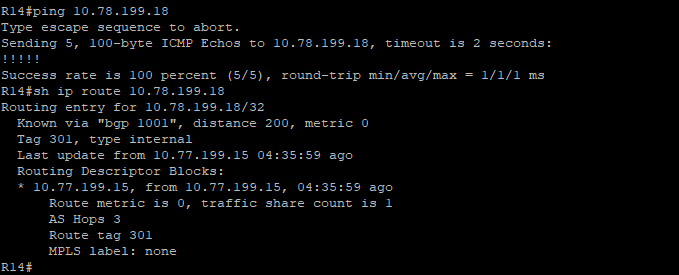 R14#ping 10.78.199.18
Type escape sequence to abort.
Sending 5, 100-byte ICMP Echos to 10.78.199.18, timeout is 2 seconds:
!!!!!
Success rate is 100 percent (5/5), round-trip min/avg/max = 1/1/1 ms
R14#sh ip route 10.78.199.18
Routing entry for 10.78.199.18/32
  Known via "bgp 1001", distance 200, metric 0
  Tag 301, type internal
  Last update from 10.77.199.15 04:35:59 ago
  Routing Descriptor Blocks:
  * 10.77.199.15, from 10.77.199.15, 04:35:59 ago
      Route metric is 0, traffic share count is 1
      AS Hops 3
      Route tag 301
      MPLS label: none
R14#